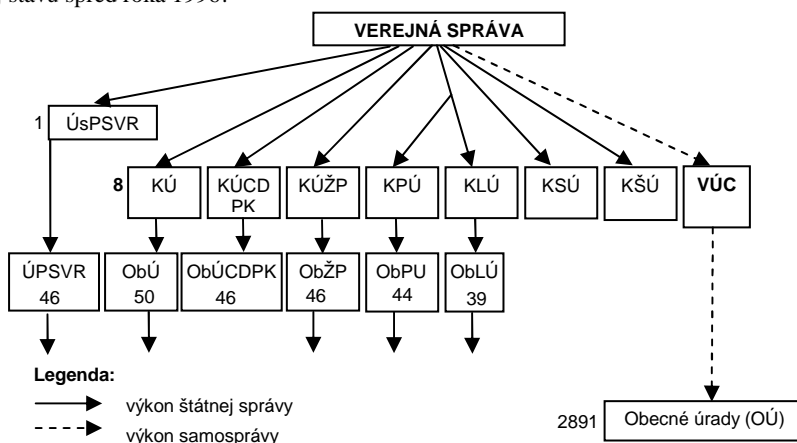 stavu spred roka 1996.
VEREJNÁ SPRÁVA
1 ÚsPSVR
8 KÚ KÚCD PK KÚŽP KPÚ KLÚ KSÚ KŠÚ VÚC
ÚPSVR 46 ObÚ 50 ObÚCDPK 46 ObŽP 46 ObPU 44 ObLÚ 39
Legenda:
výkon štátnej správy
výkon samosprávy
2891 Obecné úrady (OÚ)